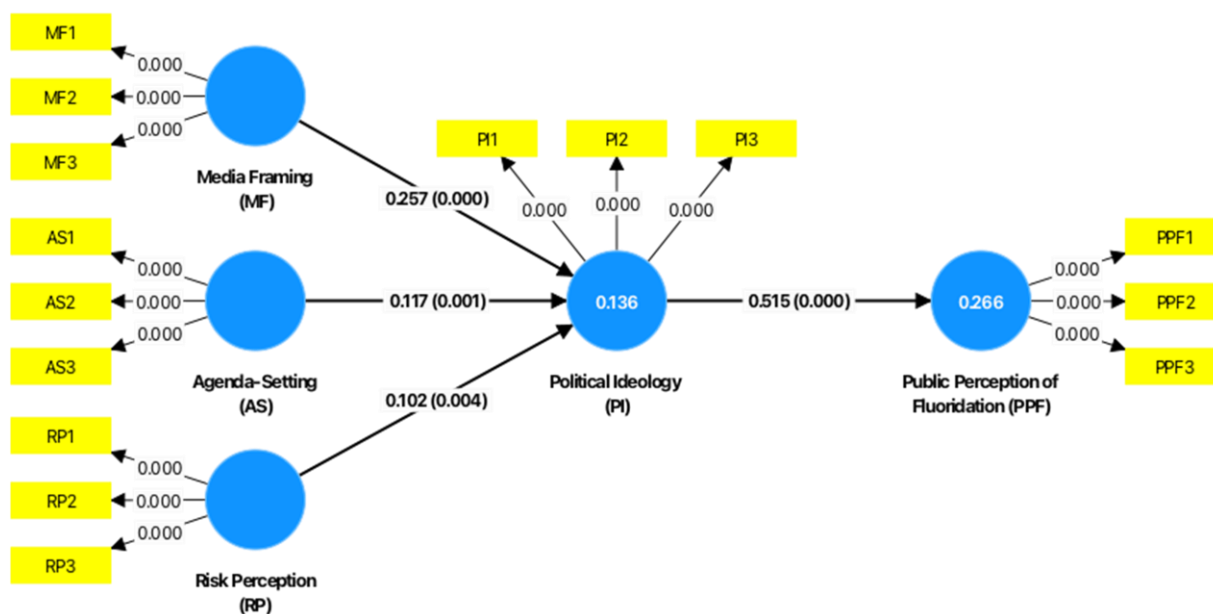 MF1
0.000
MF2
0.000
0.000
MF3
Media Framing
(MF)
0.257 (0.000)
PI1
PI2
PI3
0.000
0.000
0.000
AS1
0.000
AS2
0.000
0.000
AS3
Agenda-Setting
(AS)
0.117 (0.001)
0.136
Political Ideology
(PI)
0.515 (0.000)
0.266
Public Perception of
Fluoridation (PPF)
PPF1
0.000
PPF2
0.000
0.000
PPF3
0.102 (0.004)
RP1
0.000
RP2
0.000
0.000
RP3
Risk Perception
(RP)